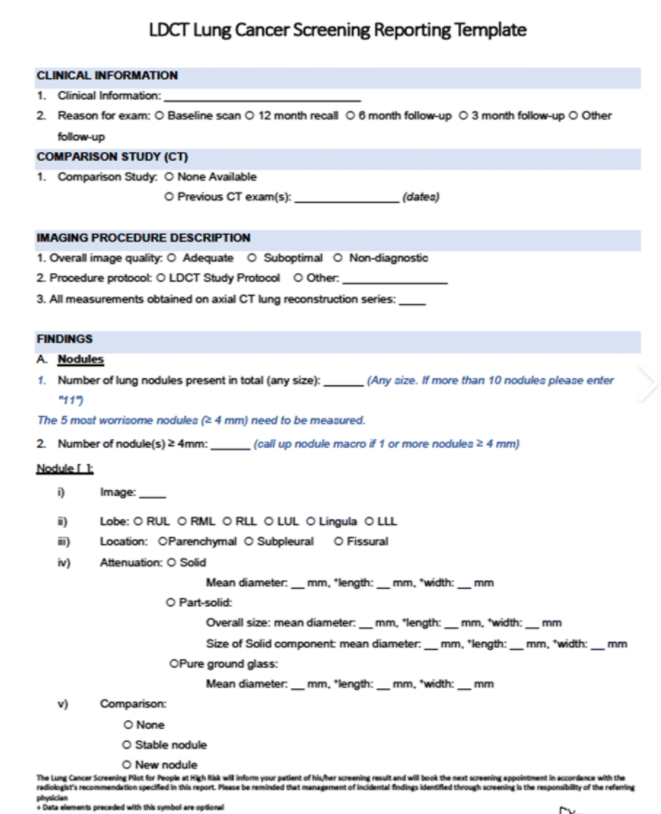 LDCT Lung Cancer Screening Reporting Template
CLINICAL INFORMATION
1. Clinical Information: ____________________
2. Reason for exam: O Baseline scan O 12 month recall O 6 month follow-up O 3 month follow-up O Other
follow-up
COMPARISON STUDY (CT)
1. Comparison Study: O None Available
O Previous CT exam(s): __________ (dates)
IMAGING PROCEDURE DESCRIPTION
1. Overall image quality: O Adequate O Suboptimal O Non-diagnostic
2. Procedure protocol: O LDCT Study Protocol O Other: __________
3. All measurements obtained on axial CT lung reconstruction series: ____
FINDINGS
A. Nodules
1. Number of lung nodules present in total (any size): ______ (Any size. If more than 10 nodules please enter
"11")
The 5 most worrisome nodules (≥ 4 mm) need to be measured.
2. Number of nodule(s) ≥ 4mm: ______ (call up nodule macro if 1 or more nodules ≥ 4 mm)
Nodule [ ]:
i) Image: ____
ii) Lobe: O RUL O RML O RLL O LUL O Lingula O LLL
iii) Location: OParenchymal O Subpleural O Fissural
iv) Attenuation: O Solid
Mean diameter: __ mm, *length: __ mm, *width: __ mm
O Part-solid:
Overall size: mean diameter: __ mm, *length: __ mm, *width: __ mm
Size of Solid component: mean diameter: __ mm, *length: __ mm, *width: __ mm
OPure ground glass:
Mean diameter: __ mm, *length: __ mm, *width: __ mm
v) Comparison:
O None
O Stable nodule
O New nodule
The Lung Cancer Screening Pilot for People at High Risk will inform your patient of his/her screening result and will book the next screening appointment in accordance with the
radiologist's recommendation specified in this report. Please be reminded that management of incidental findings identified through screening is the responsibility of the referring
physician
+ Data elements preceded with this symbol are optional